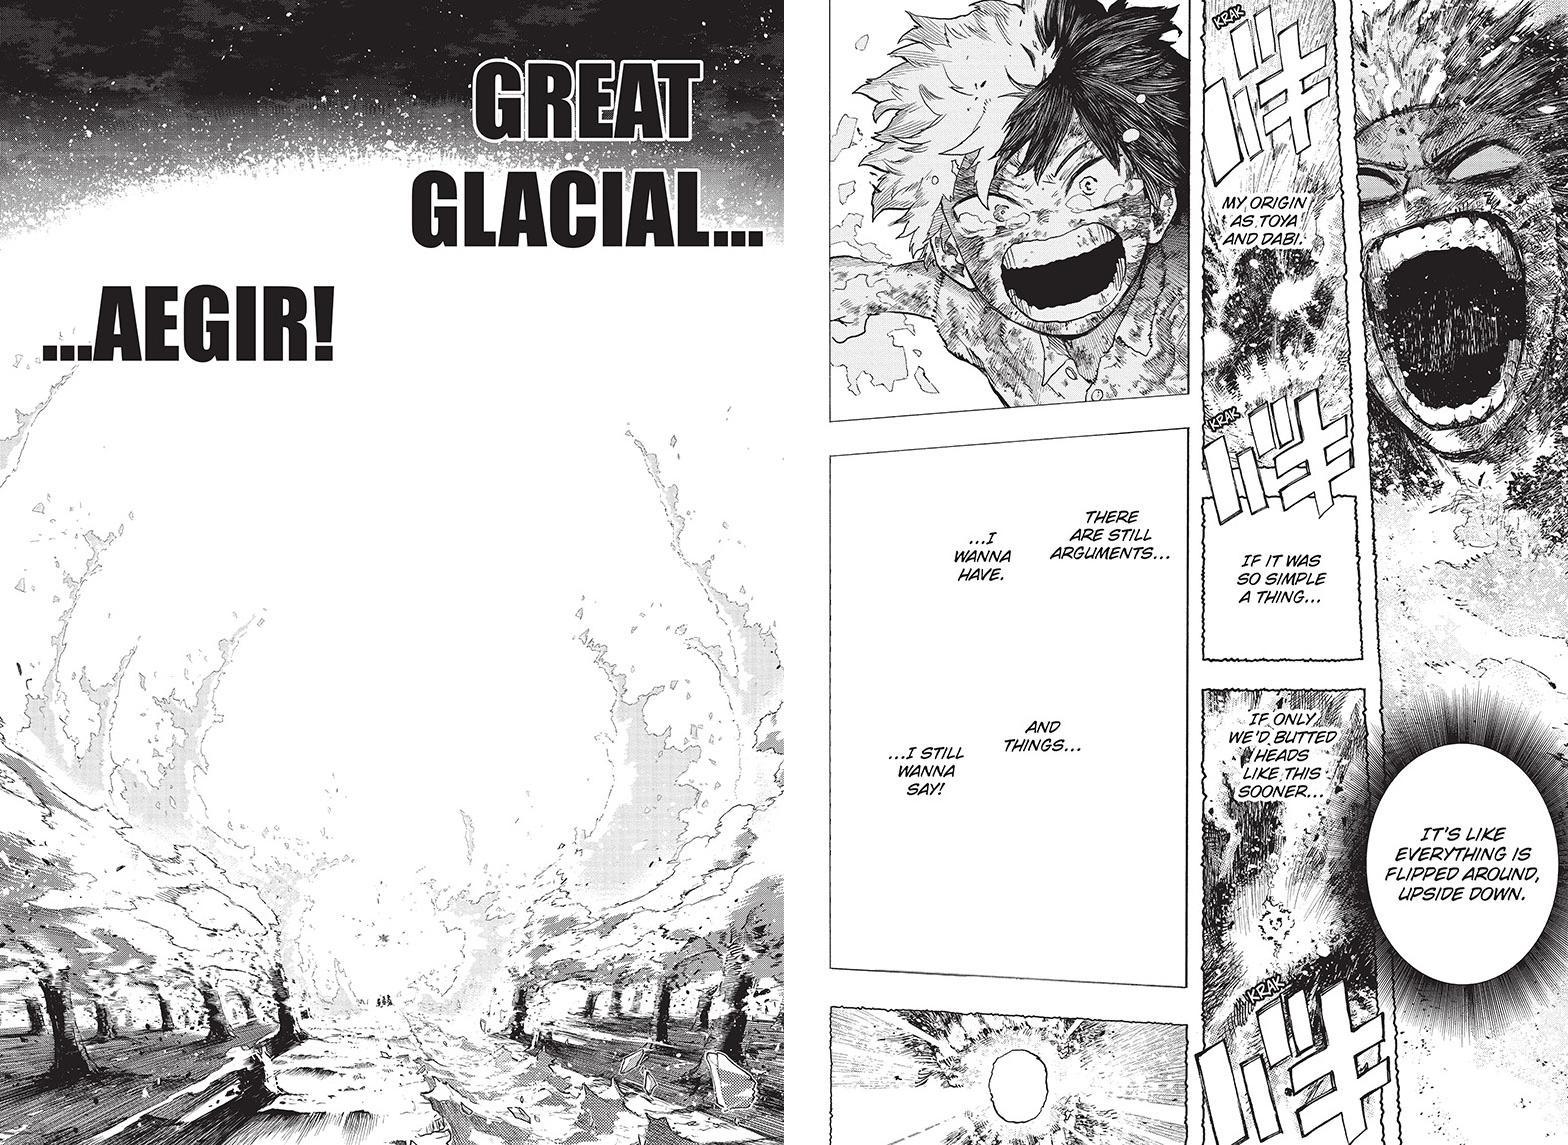 IT'S LIKE
EVERYTHING IS
FLIPPED AROUND,
UPSIDE DOWN.
KRAK
バキ
MY ORIGIN
AS TOYA
AND DABI.
KRAK
バキ
IF IT WAS
SO SIMPLE
A THING...
IF ONLY
WE'D BUTTED
HEADS
LIKE THIS
SOONER...
KRAK
バキ
THERE
ARE STILL
ARGUMENTS...
...I
WANNA
HAVE.
AND
THINGS...
...I STILL
WANNA
SAY!
GREAT
GLACIAL...
...AEGIR!